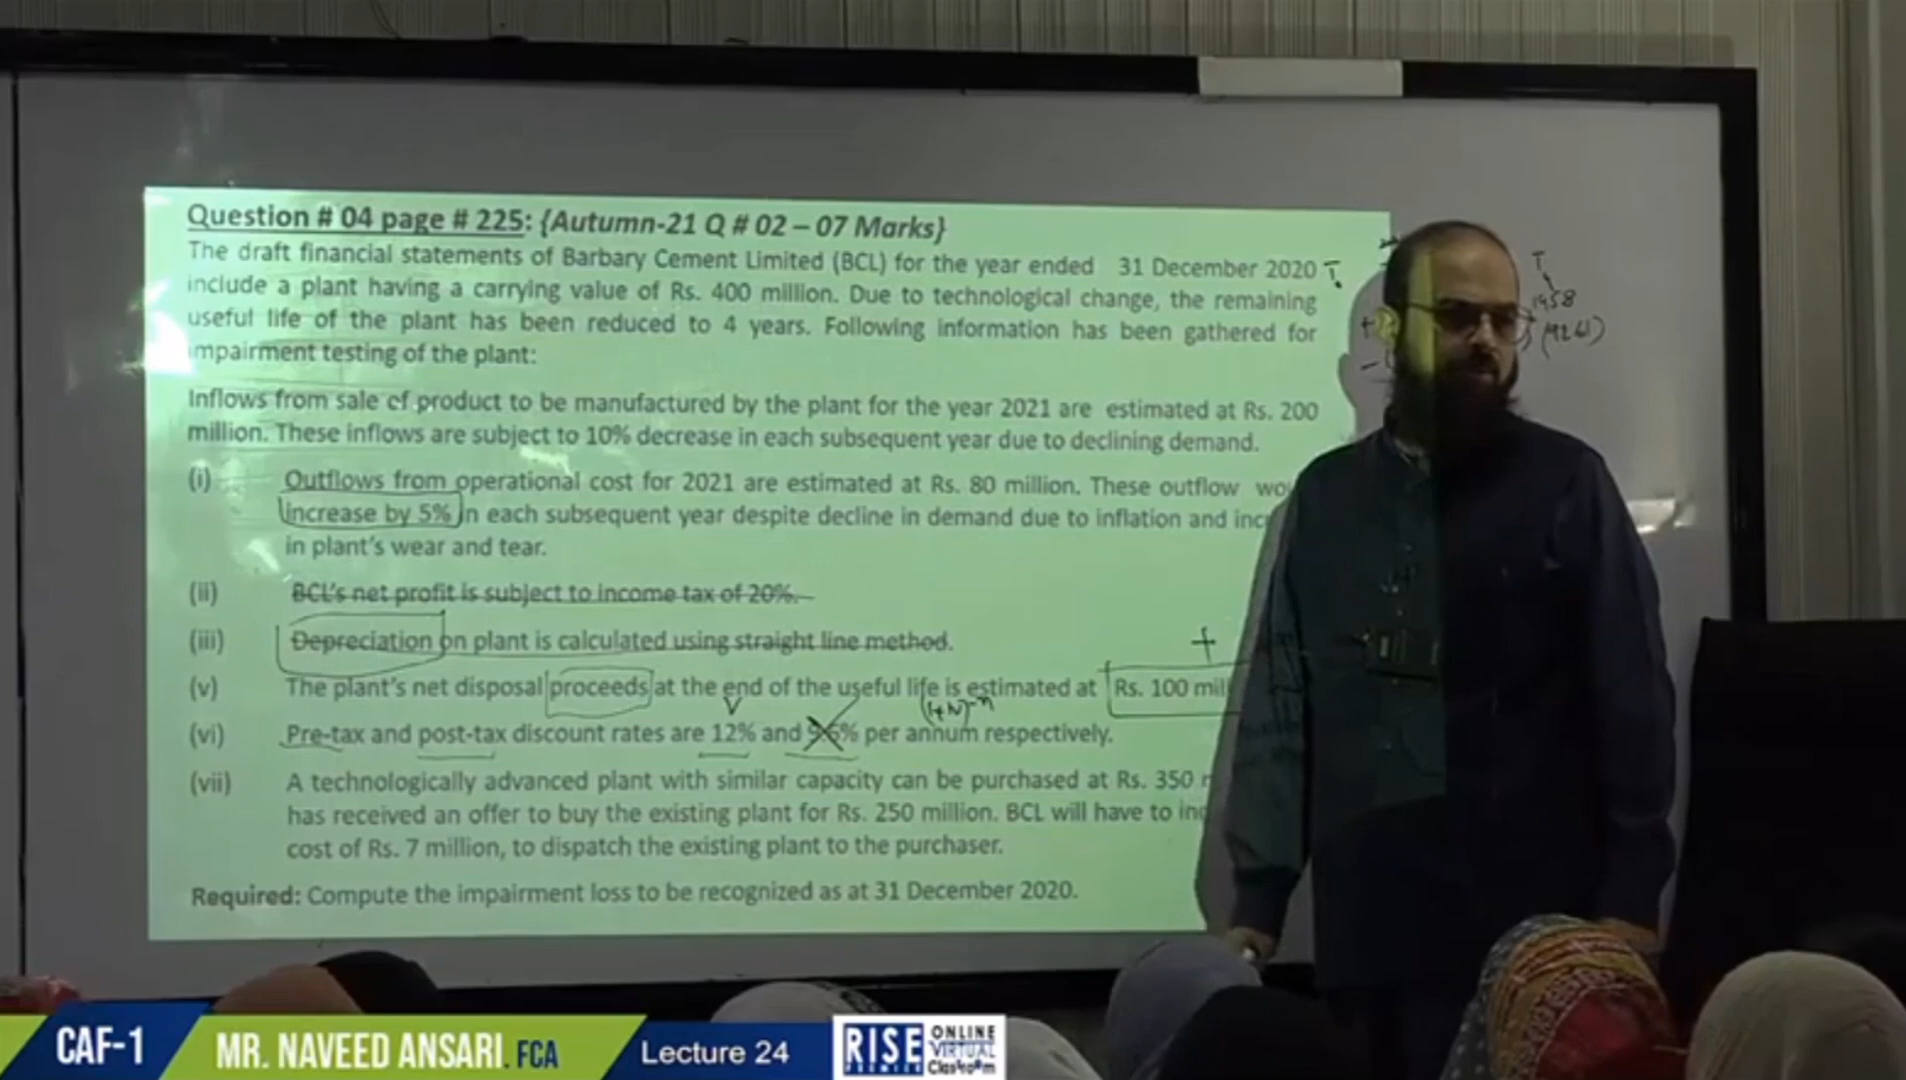 Question # 04 page # 225: {Autumn-21 Q # 02 – 07 Marks}
The draft financial statements of Barbary Cement Limited (BCL) for the year ended 31 December 2020
include a plant having a carrying value of Rs. 400 million. Due to technological change, the remaining
useful life of the plant has been reduced to 4 years. Following information has been gathered for
impairment testing of the plant:
Inflows from sale of product to be manufactured by the plant for the year 2021 are estimated at Rs. 200
million. These inflows are subject to 10% decrease in each subsequent year due to declining demand.
(i) Outflows from operational cost for 2021 are estimated at Rs. 80 million. These outflow wo
increase by 5% in each subsequent year despite decline in demand due to inflation and inc
in plant's wear and tear.
(ii) BCL's net profit is subject to income tax of 20%.
(iii) Depreciation on plant is calculated using straight line method.
+
(v) The plant's net disposal proceeds at the end of the useful life is estimated at Rs. 100 mil
(vi) Pre-tax and post-tax discount rates are 12% and % per annum respectively.
(vii) A technologically advanced plant with similar capacity can be purchased at Rs. 350
has received an offer to buy the existing plant for Rs. 250 million. BCL will have to inc
cost of Rs. 7 million, to dispatch the existing plant to the purchaser.
Required: Compute the impairment loss to be recognized as at 31 December 2020.
T
1958
CAF-1
MR. NAVEED ANSARI. FCA
Lecture 24
RISE
PREMIER
ONLINE
VIRTUAL
Classroom